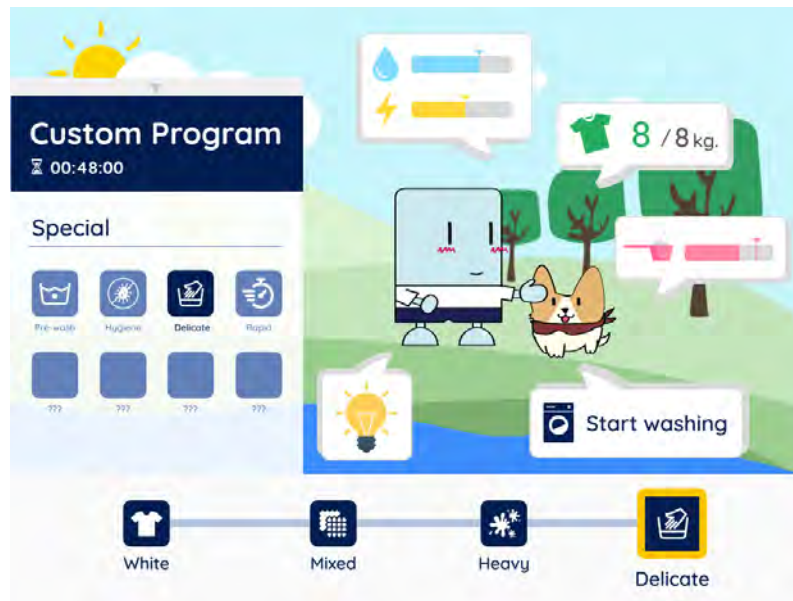 Custom Program
00:48:00
8 / 8 kg.
Special
Pre-wash
Hygiene
Delicate
Rapid
???
???
???
???
Start washing
White
Mixed
Heavy
Delicate